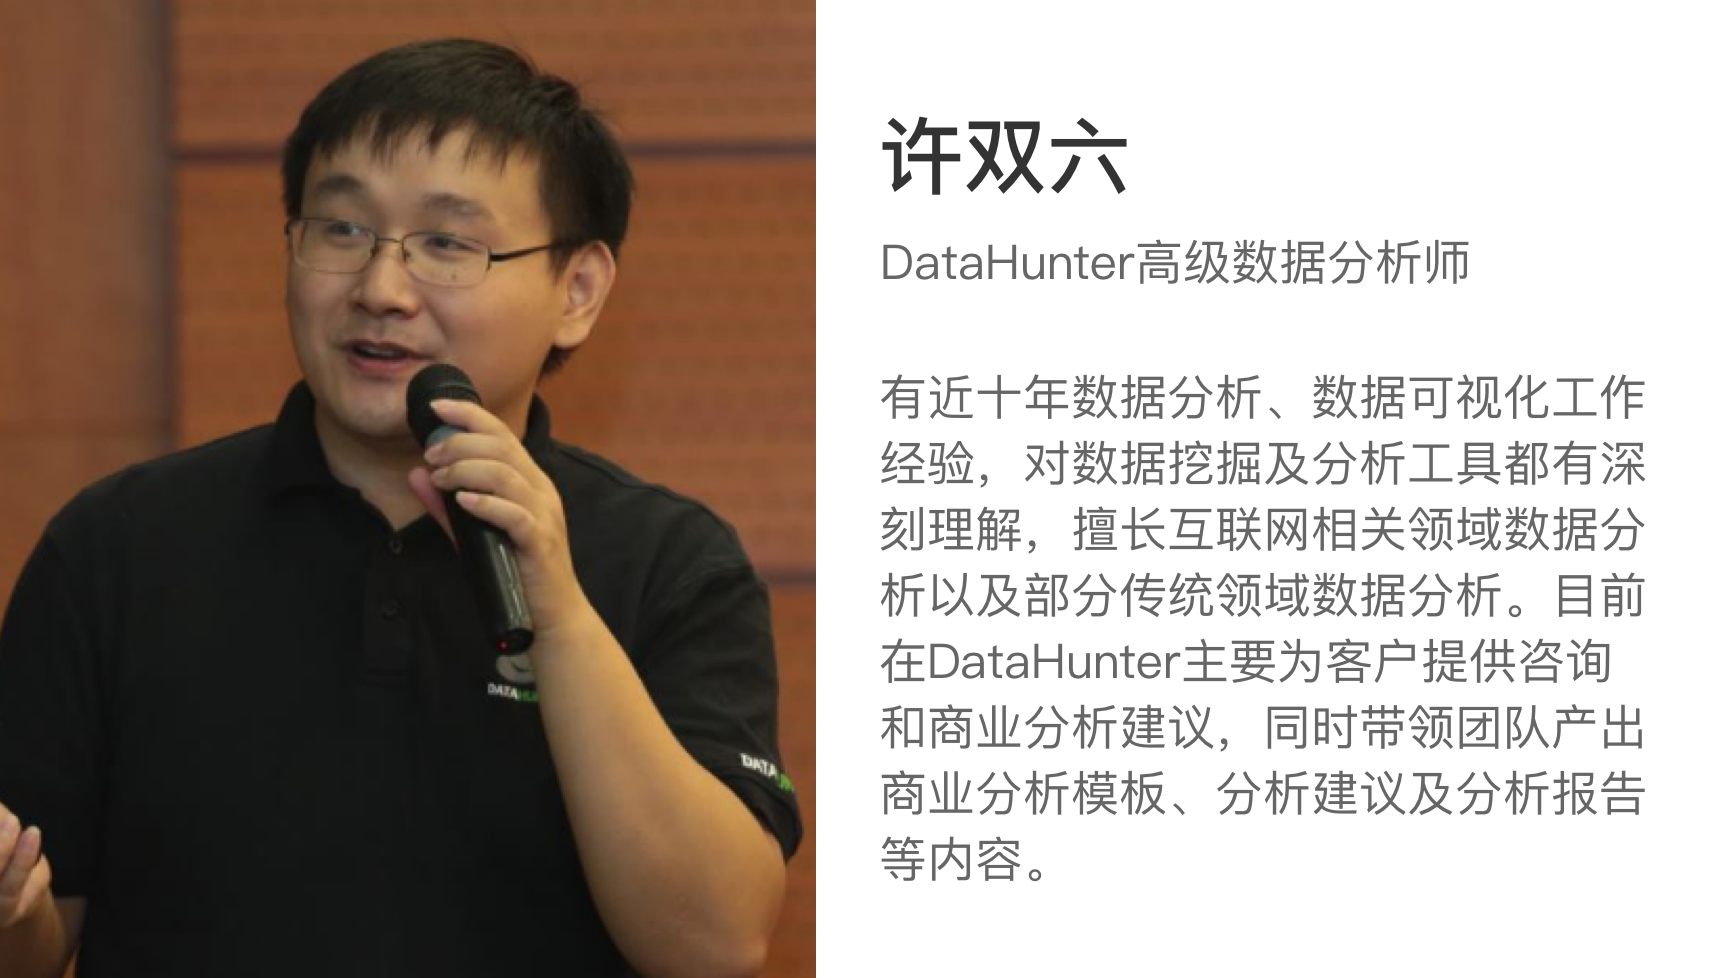 许双六
DataHunter高级数据分析师
有近十年数据分析、数据可视化工作
经验，对数据挖掘及分析工具都有深
刻理解，擅长互联网相关领域数据分
析以及部分传统领域数据分析。目前
在DataHunter主要为客户提供咨询
和商业分析建议，同时带领团队产出
商业分析模板、分析建议及分析报告
等内容。
DATAHU
DATA